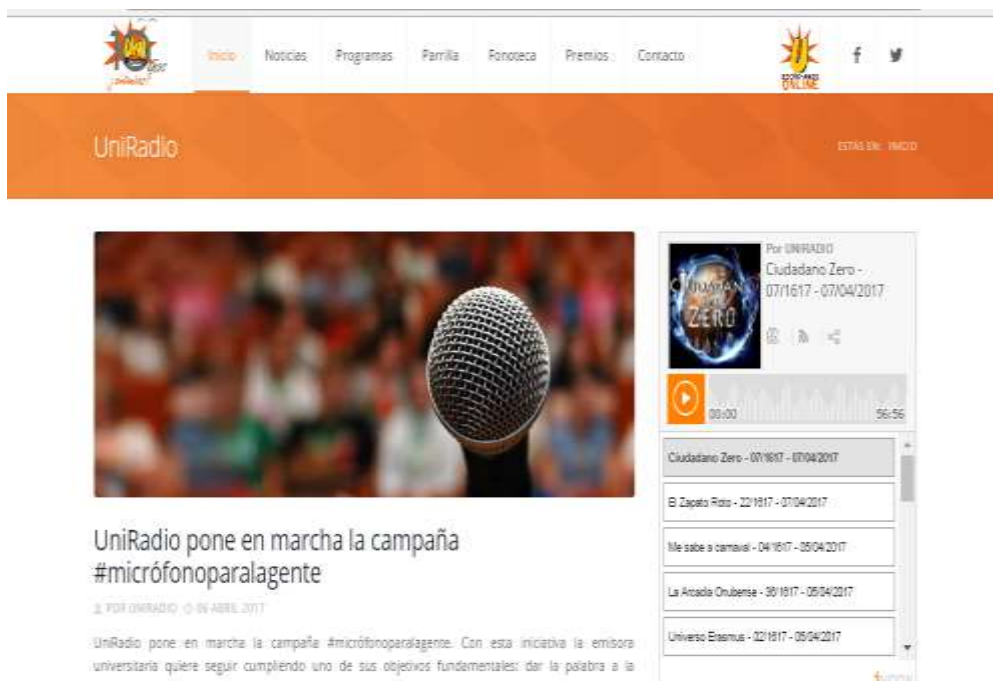 Inicio
Noticias
Programas
Parrilla
Fonoteca
Premios
Contacto
ONLINE
UniRadio
ESTÁS EN: INICIO
Por UNIRADIO
Ciudadano Zero -
07/1617 - 07/04/2017
ZERO
00:00
56:56
Ciudadano Zero - 07/1617 - 07/04/2017
El Zapato Roto - 22/1617 - 07/04/2017
Me sabe a carnaval - 04/1617 - 05/04/2017
La Arcadia Onubense - 36/1617 - 05/04/2017
Universo Erasmus - 02/1617 - 05/04/2017
UniRadio pone en marcha la campaña
#micrófonoparalagente
POR UNIRADIO 06 ABRIL 2017
UniRadio pone en marcha la campaña #micrófonoparalagente. Con esta iniciativa la emisora
universitaria quiere seguir cumpliendo uno de sus objetivos fundamentales: dar la palabra a la